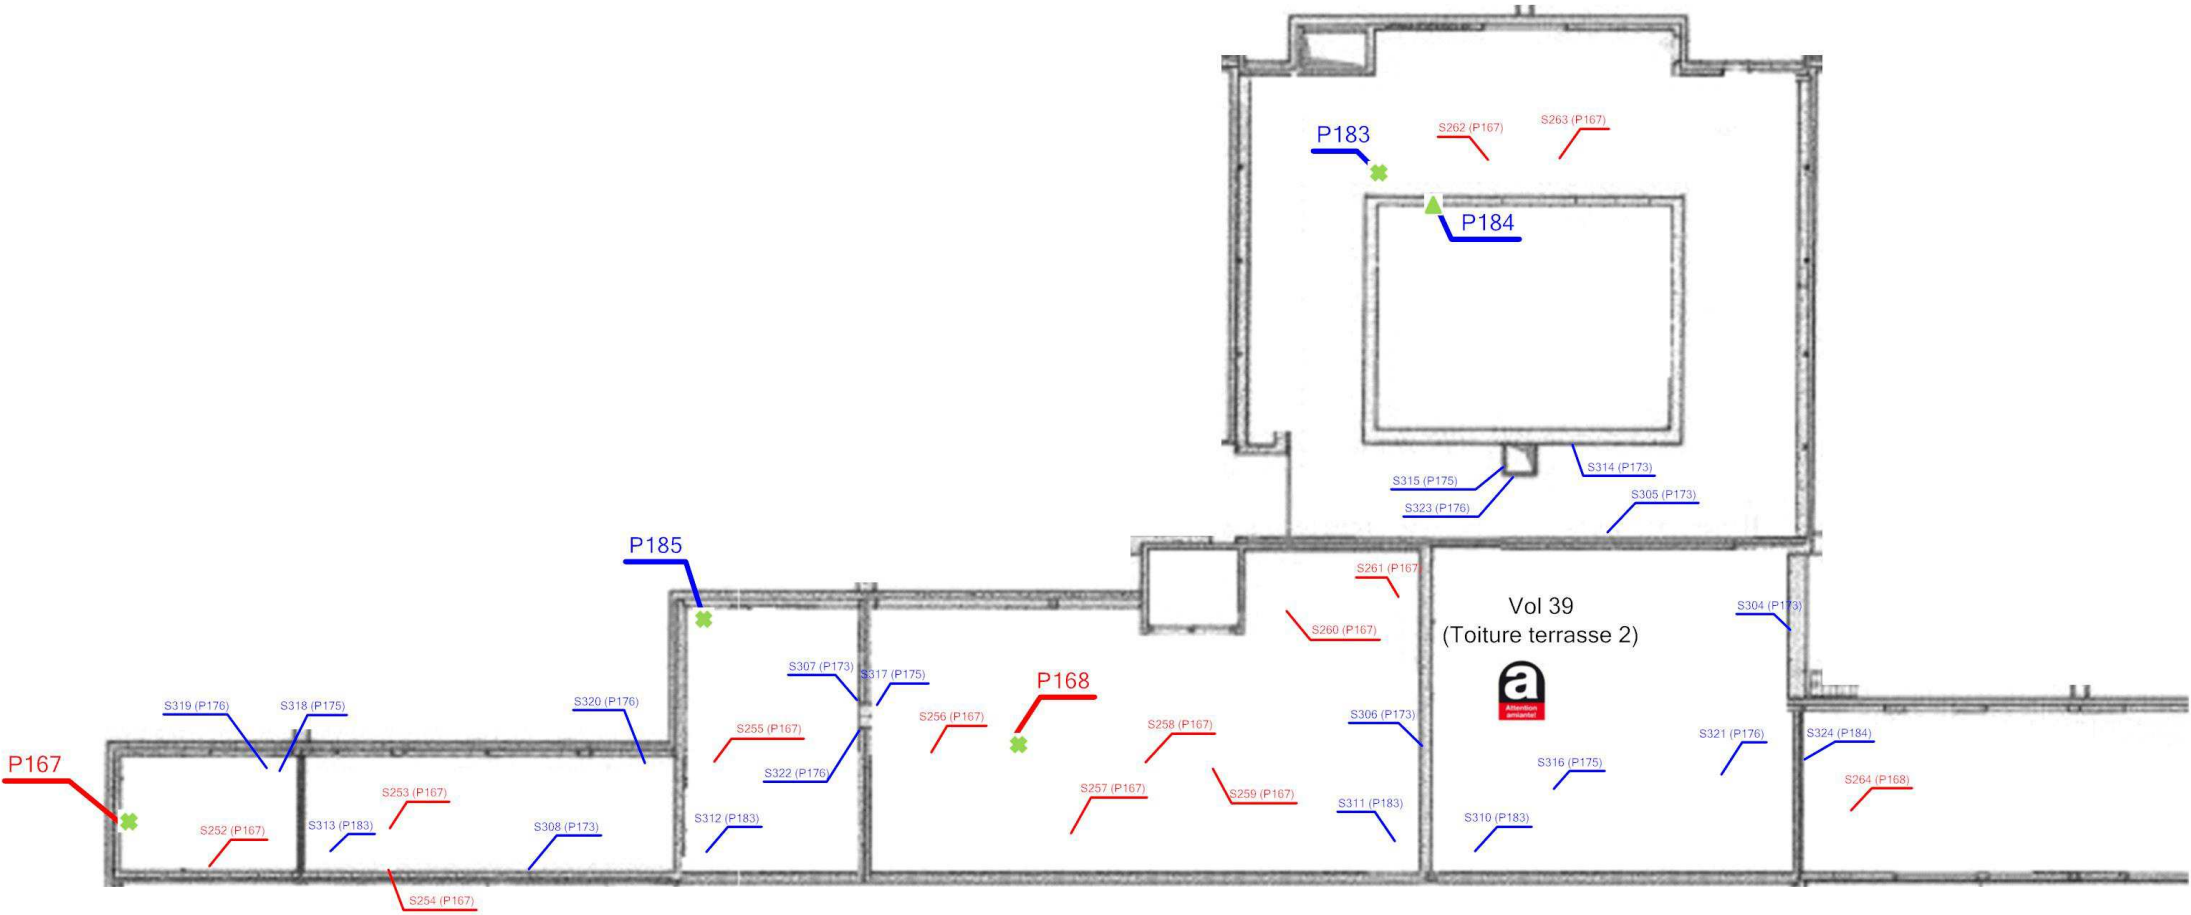 S262 (P167)
S263 (P167)
P183
P184
S315 (P175)
S314 (P173)
S323 (P176)
S305 (P173)
P185
S261 (P167)
Vol 39
(Toiture terrasse 2)
S304 (P173)
S260 (P167)
a
Attention
amiante!
S307 (P173)
S317 (P175)
P168
S319 (P176)
S318 (P175)
S320 (P176)
S255 (P167)
S256 (P167)
S258 (P167)
S306 (P173)
S321 (P176)
S324 (P184)
P167
S322 (P176)
S316 (P175)
S264 (P168)
S253 (P167)
S257 (P167)
S259 (P167)
S252 (P167)
S313 (P183)
S308 (P173)
S312 (P183)
S311 (P183)
S310 (P183)
S254 (P167)